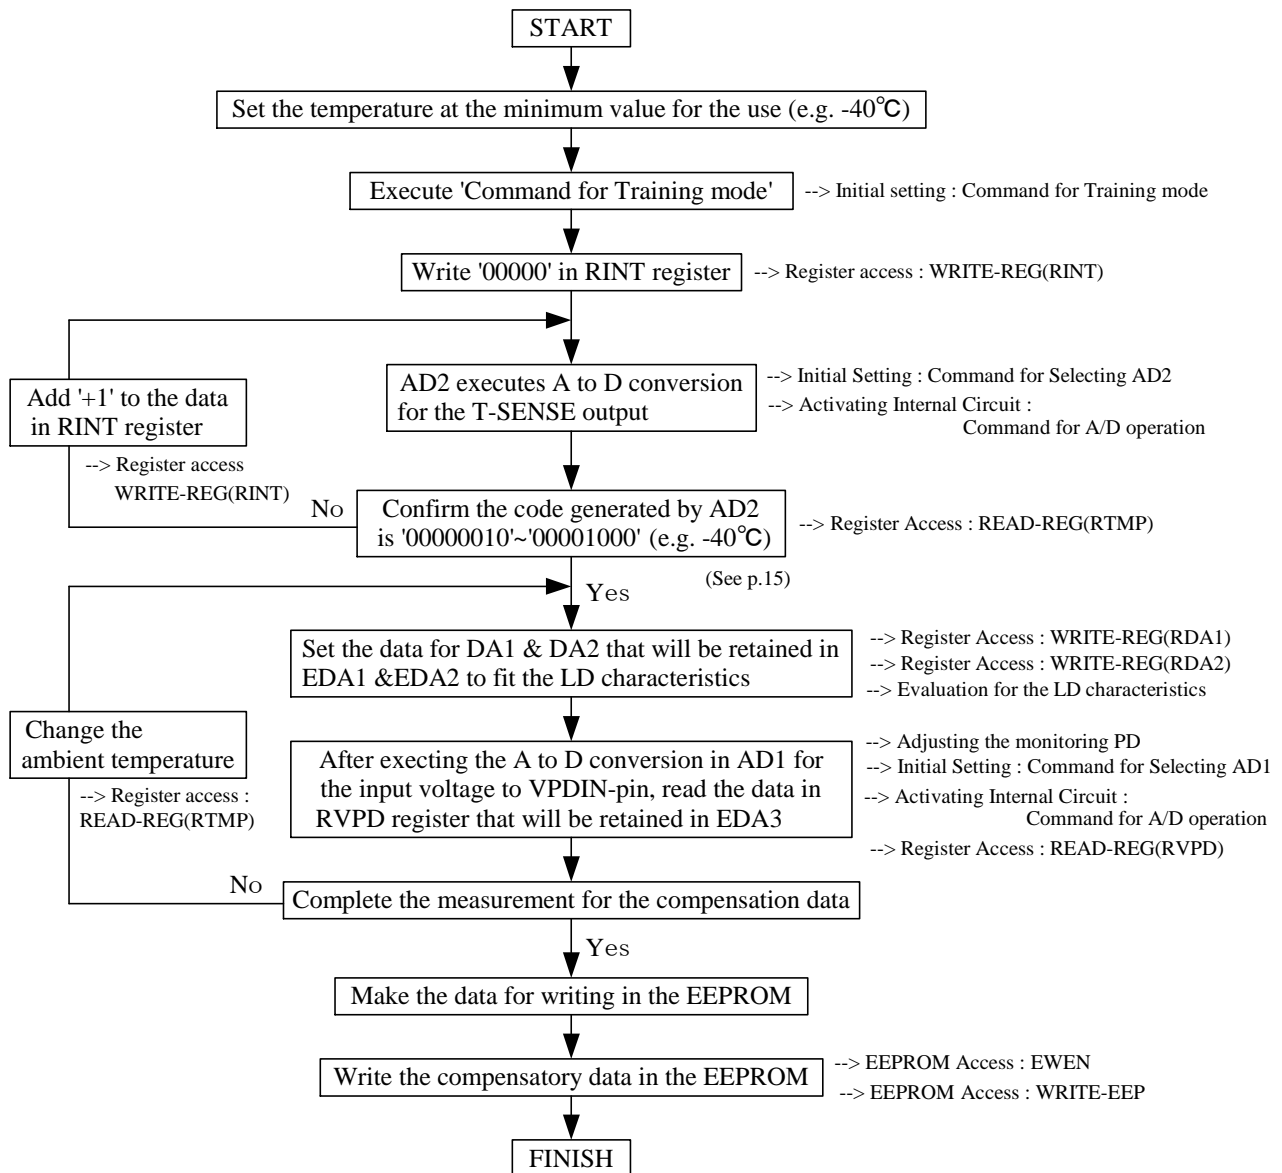 START
Set the temperature at the minimum value for the use (e.g. -40℃)
Execute 'Command for Training mode'
--> Initial setting : Command for Training mode
Write '00000' in RINT register
--> Register access : WRITE-REG(RINT)
Add '+1' to the data
in RINT register
--> Register access
WRITE-REG(RINT)
AD2 executes A to D conversion
for the T-SENSE output
--> Initial Setting : Command for Selecting AD2
--> Activating Internal Circuit :
Command for A/D operation
No
Confirm the code generated by AD2
is '00000010'~'00001000' (e.g. -40℃)
--> Register Access : READ-REG(RTMP)
(See p.15)
Yes
Set the data for DA1 & DA2 that will be retained in
EDA1 &EDA2 to fit the LD characteristics
--> Register Access : WRITE-REG(RDA1)
--> Register Access : WRITE-REG(RDA2)
--> Evaluation for the LD characteristics
Change the
ambient temperature
--> Register access :
READ-REG(RTMP)
After execting the A to D conversion in AD1 for
the input voltage to VPDIN-pin, read the data in
RVPD register that will be retained in EDA3
--> Adjusting the monitoring PD
--> Initial Setting : Command for Selecting AD1
--> Activating Internal Circuit :
Command for A/D operation
--> Register Access : READ-REG(RVPD)
No
Complete the measurement for the compensation data
Yes
Make the data for writing in the EEPROM
Write the compensatory data in the EEPROM
--> EEPROM Access : EWEN
--> EEPROM Access : WRITE-EEP
FINISH